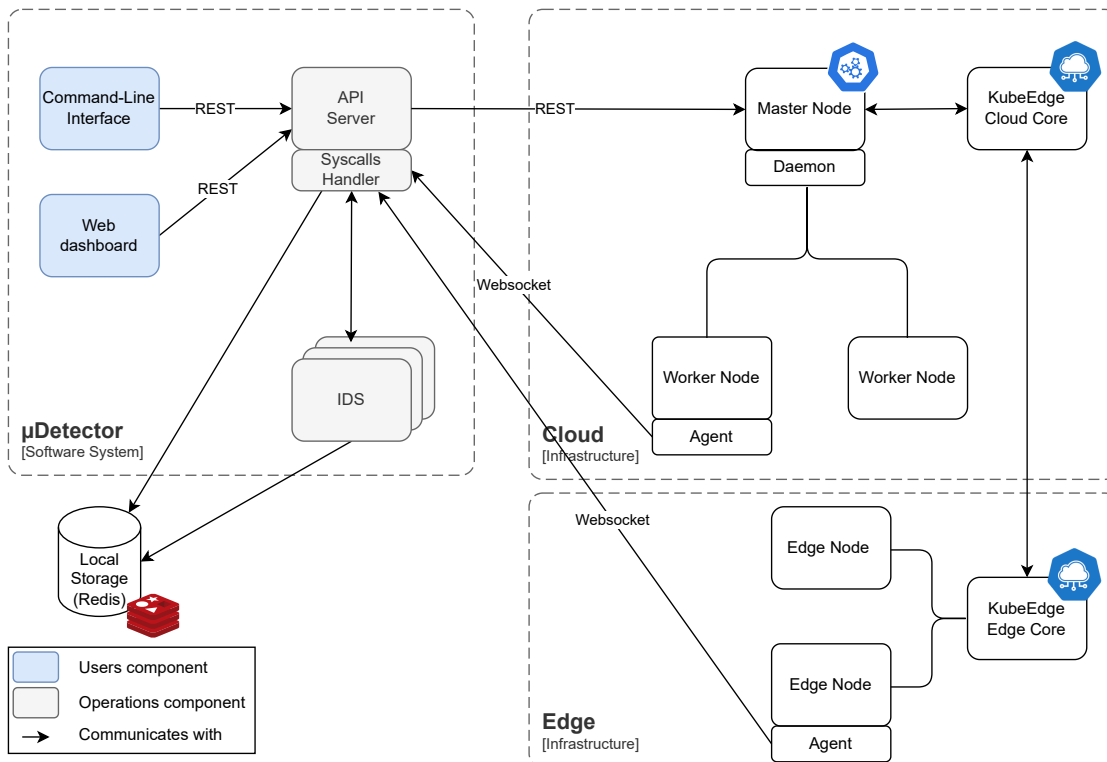 Command-Line
Interface
REST
API
Server
Syscalls
Handler
REST
Web
dashboard
IDS
µDetector
[Software System]
Local
Storage
(Redis)
REST
Master Node
Daemon
KubeEdge
Cloud Core
Websocket
Worker Node
Agent
Worker Node
Cloud
[Infrastructure]
Websocket
Edge Node
KubeEdge
Edge Core
Edge Node
Agent
Edge
[Infrastructure]
Users component
Operations component
Communicates with